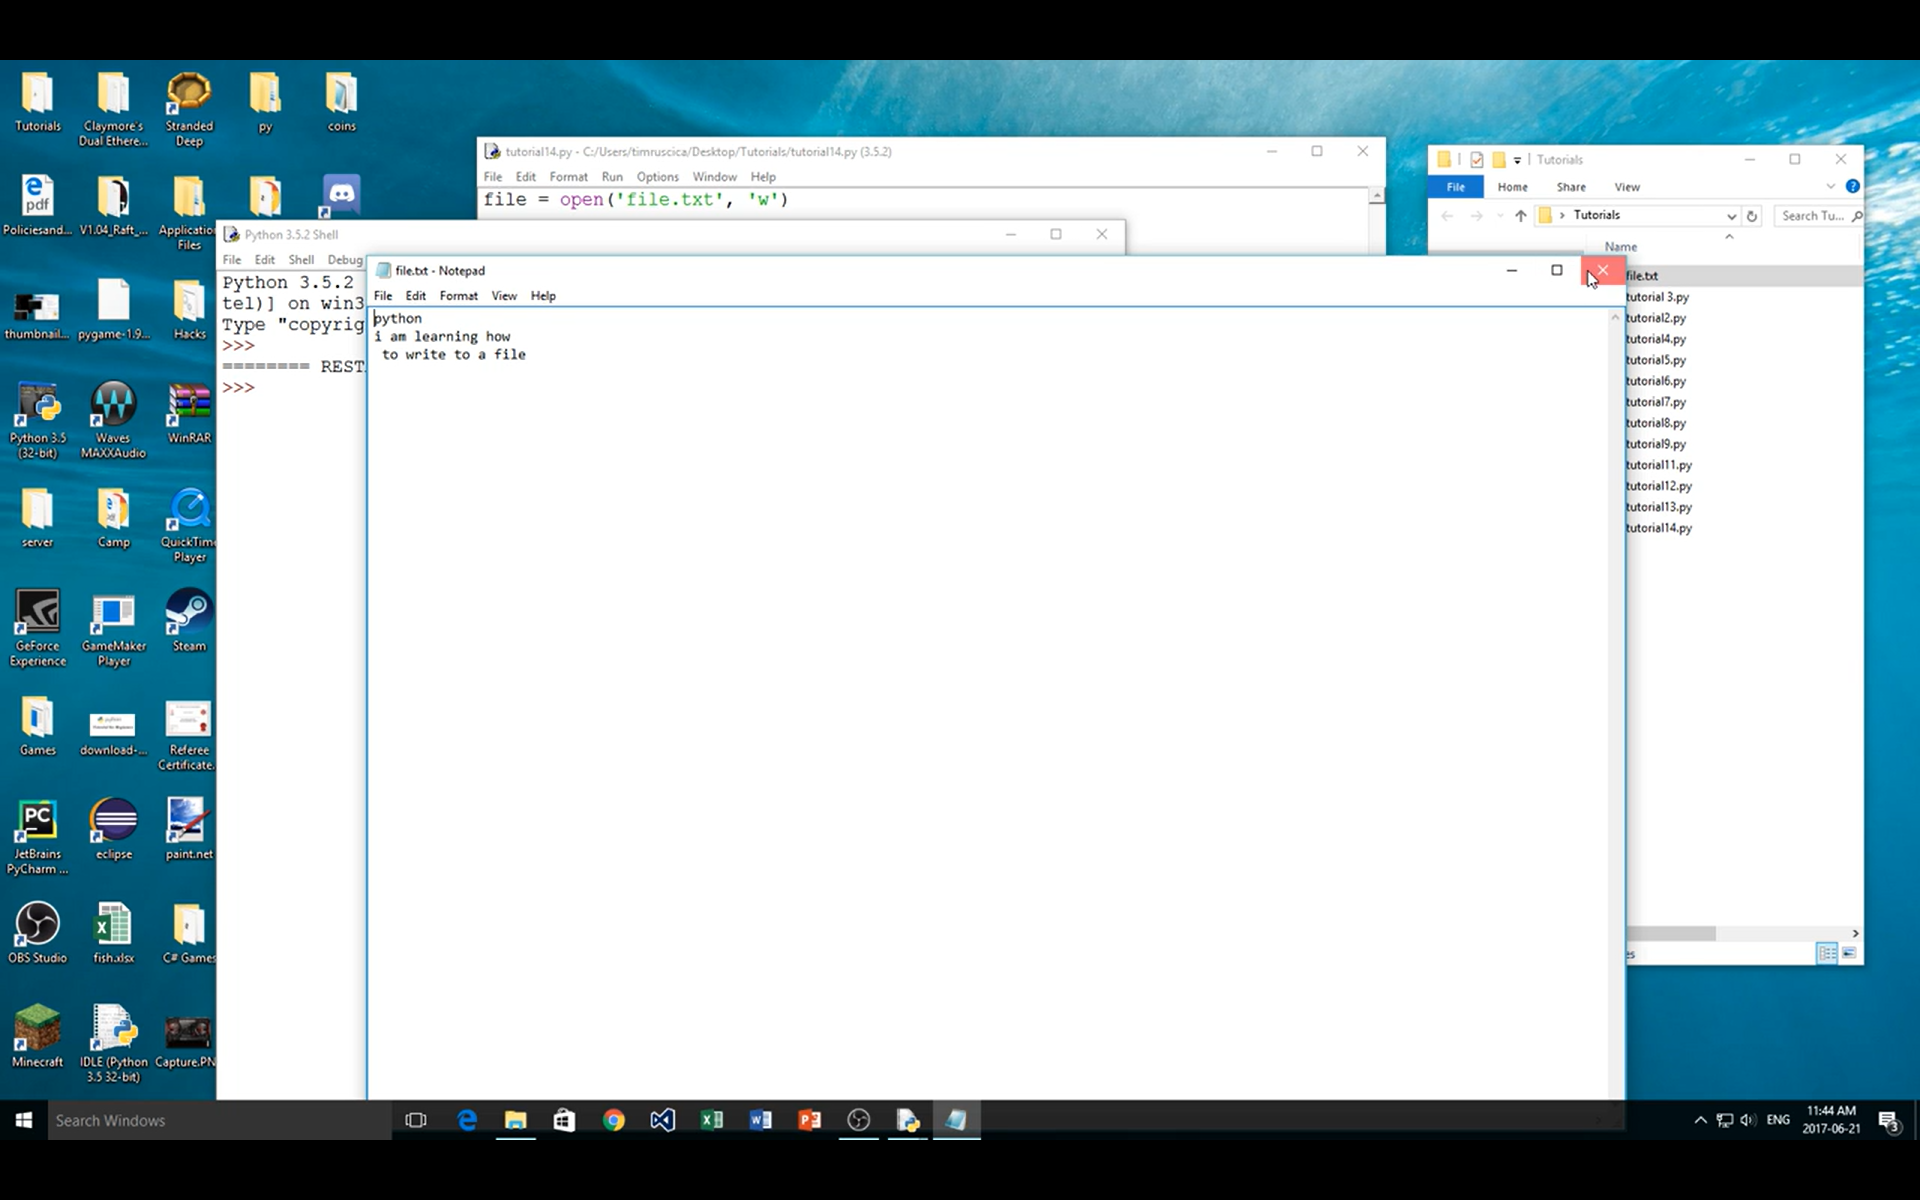 Tutorials
Claymore's
Dual Ethere...
Stranded
Deep
py
coins
Policiesand...
V1.04_Raft_...
Application
Files
thumbnail...
pygame-1.9...
Hacks
Python 3.5
(32-bit)
Waves
MAXXAudio
WinRAR
server
Camp
QuickTim
Player
GeForce
Experience
GameMaker
Player
Steam
Games
download-...
Referee
Certificate.
JetBrains
PyCharm ...
eclipse
paint.net
OBS Studio
fish.xlsx
C# Games
Minecraft
IDLE (Python
3.5 32-bit)
Capture.PN
tutorial14.py - C:/Users/timruscica/Desktop/Tutorials/tutorial14.py (3.5.2)
File Edit Format Run Options Window Help
file = open('file.txt', 'w')
Python 3.5.2 Shell
File Edit Shell Debug
Python 3.5.2
tel)] on win3
Type "copyrig
>>>
======== REST
>>>
file.txt - Notepad
File Edit Format View Help
python
i am learning how
 to write to a file
Tutorials
File Home Share View
Tutorials
Search Tu...
Name
file.txt
tutorial 3.py
tutorial2.py
tutorial4.py
tutorial5.py
tutorial6.py
tutorial7.py
tutorial8.py
tutorial9.py
tutorial11.py
tutorial12.py
tutorial13.py
tutorial14.py
Search Windows
ENG
11:44 AM
2017-06-21
3